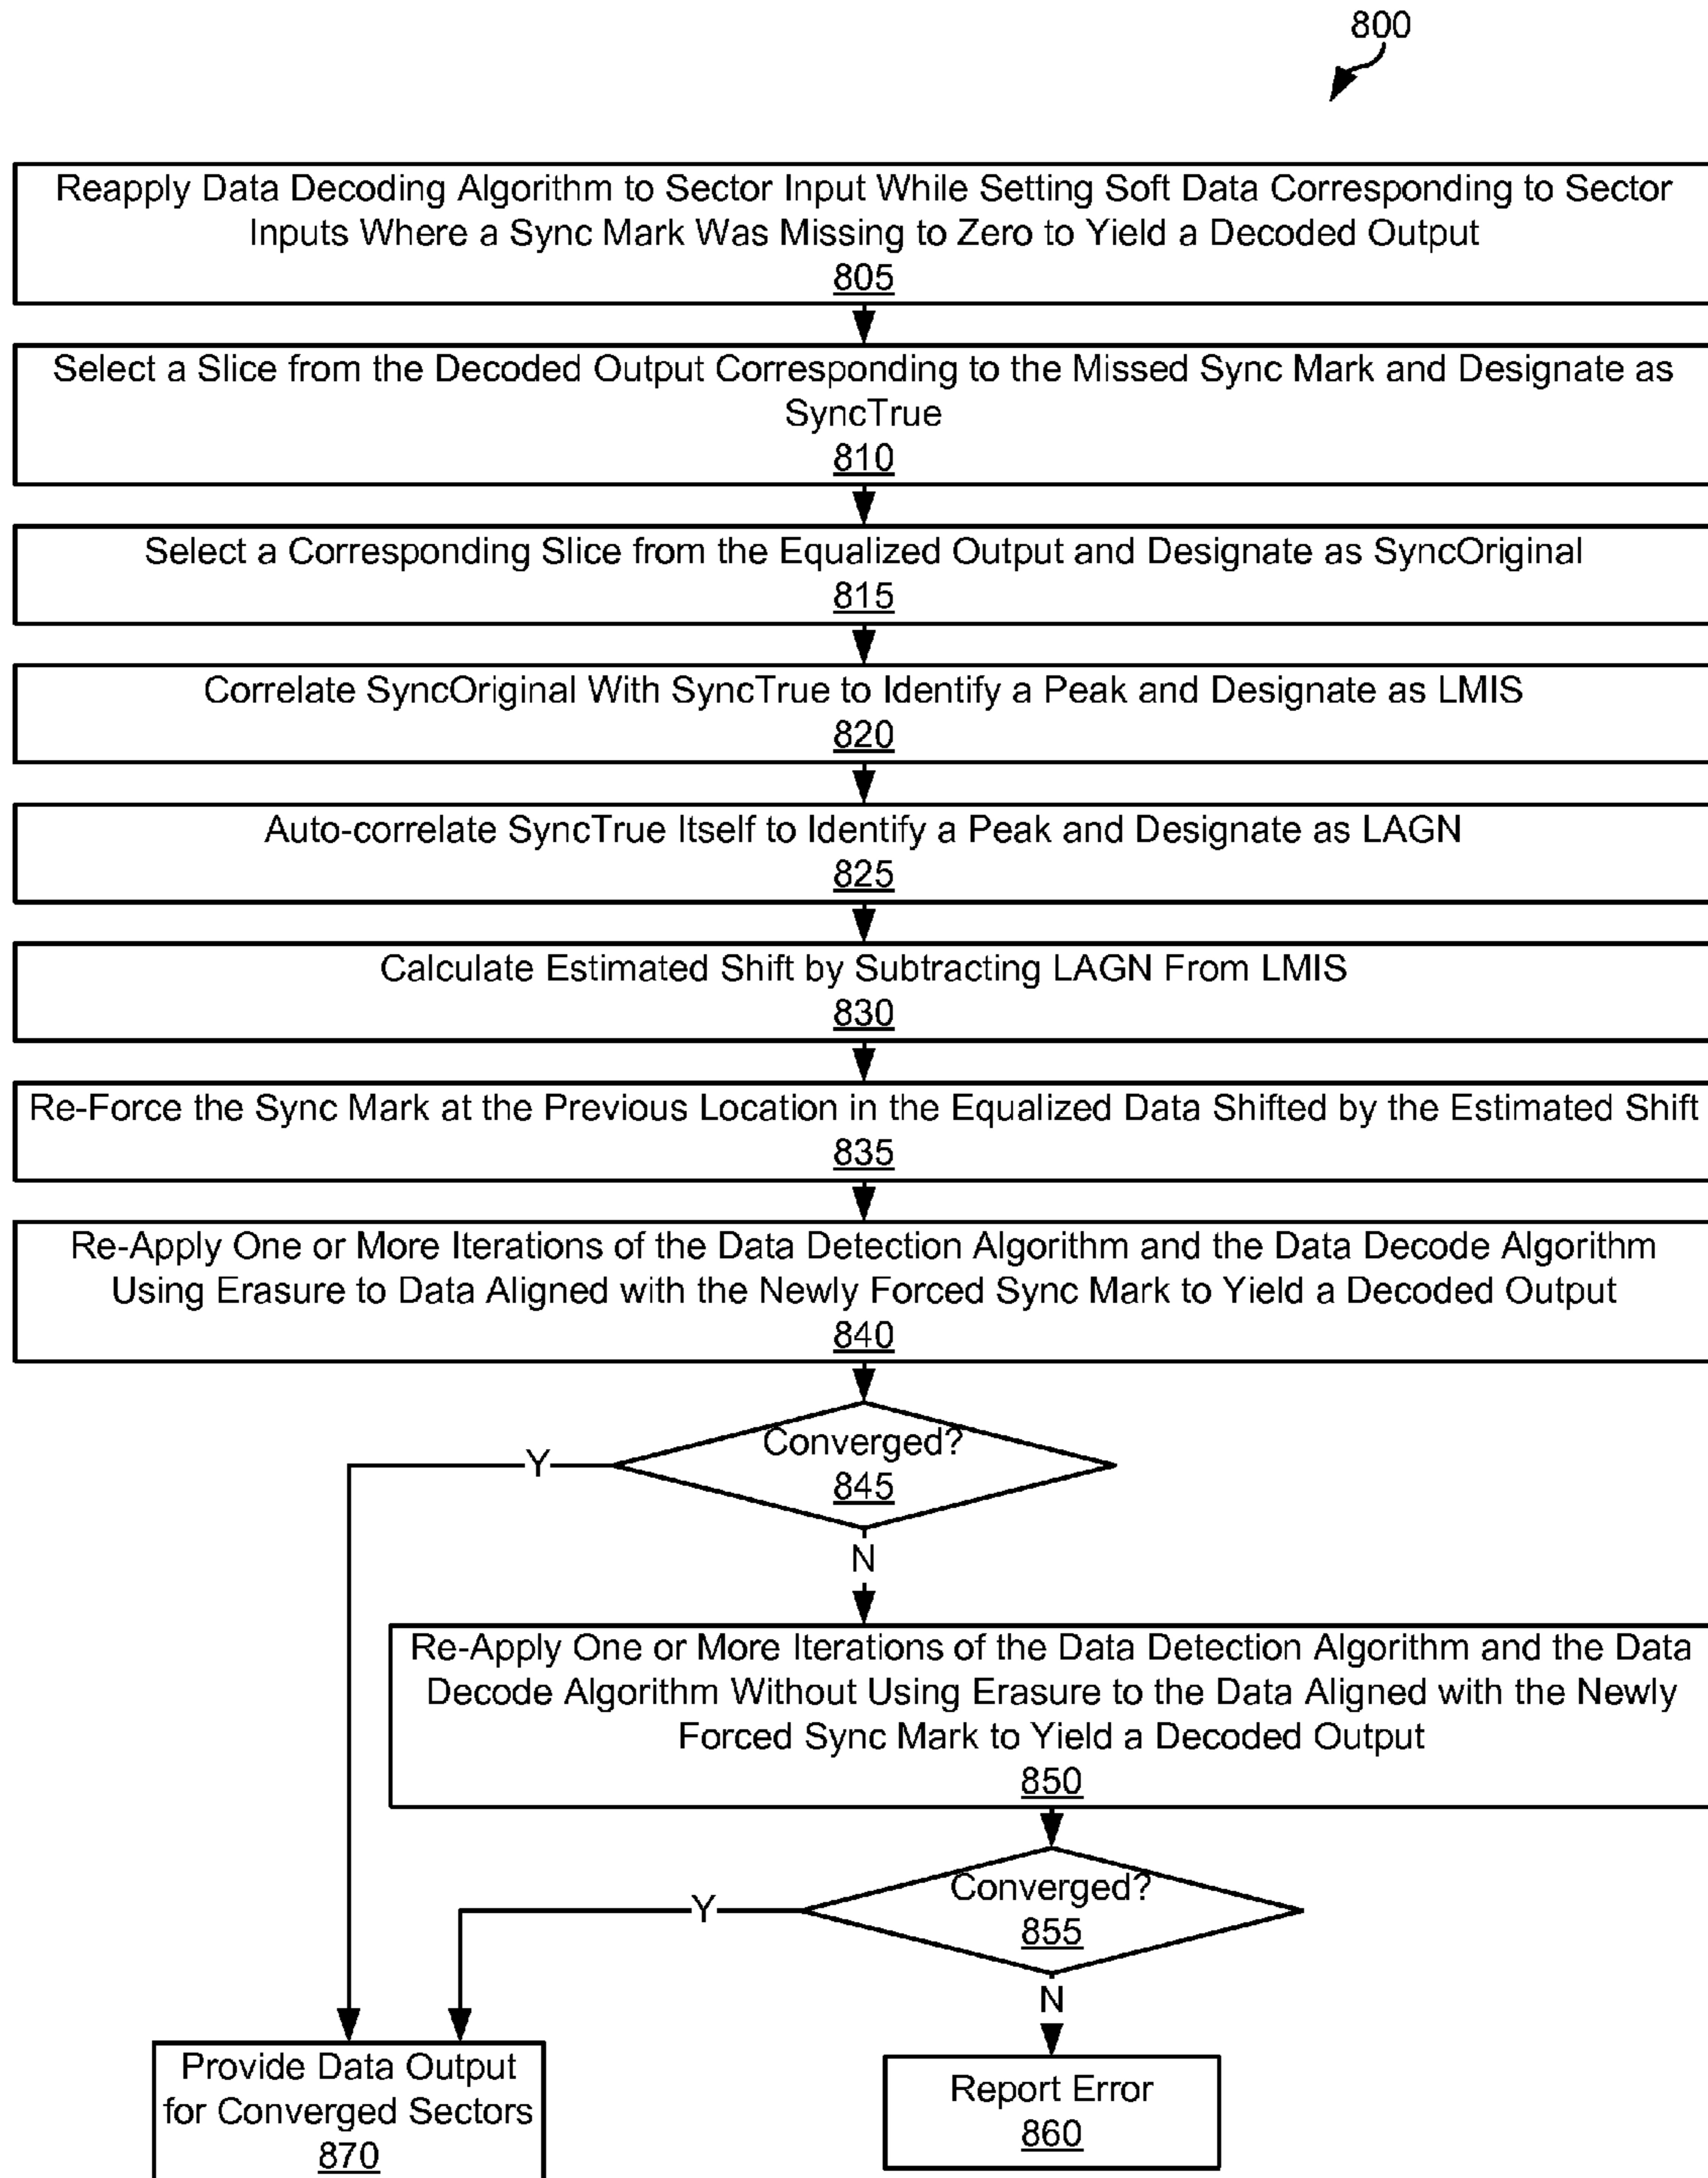 800
Reapply Data Decoding Algorithm to Sector Input While Setting Soft Data Corresponding to Sector
Inputs Where a Sync Mark Was Missing to Zero to Yield a Decoded Output
805
Select a Slice from the Decoded Output Corresponding to the Missed Sync Mark and Designate as
SyncTrue
810
Select a Corresponding Slice from the Equalized Output and Designate as SyncOriginal
815
Correlate SyncOriginal With SyncTrue to Identify a Peak and Designate as LMIS
820
Auto-correlate SyncTrue Itself to Identify a Peak and Designate as LAGN
825
Calculate Estimated Shift by Subtracting LAGN From LMIS
830
Re-Force the Sync Mark at the Previous Location in the Equalized Data Shifted by the Estimated Shift
835
Re-Apply One or More Iterations of the Data Detection Algorithm and the Data Decode Algorithm
Using Erasure to Data Aligned with the Newly Forced Sync Mark to Yield a Decoded Output
840
Converged?
845
Y
N
Re-Apply One or More Iterations of the Data Detection Algorithm and the Data
Decode Algorithm Without Using Erasure to the Data Aligned with the Newly
Forced Sync Mark to Yield a Decoded Output
850
Converged?
855
Y
N
Provide Data Output
for Converged Sectors
870
Report Error
860